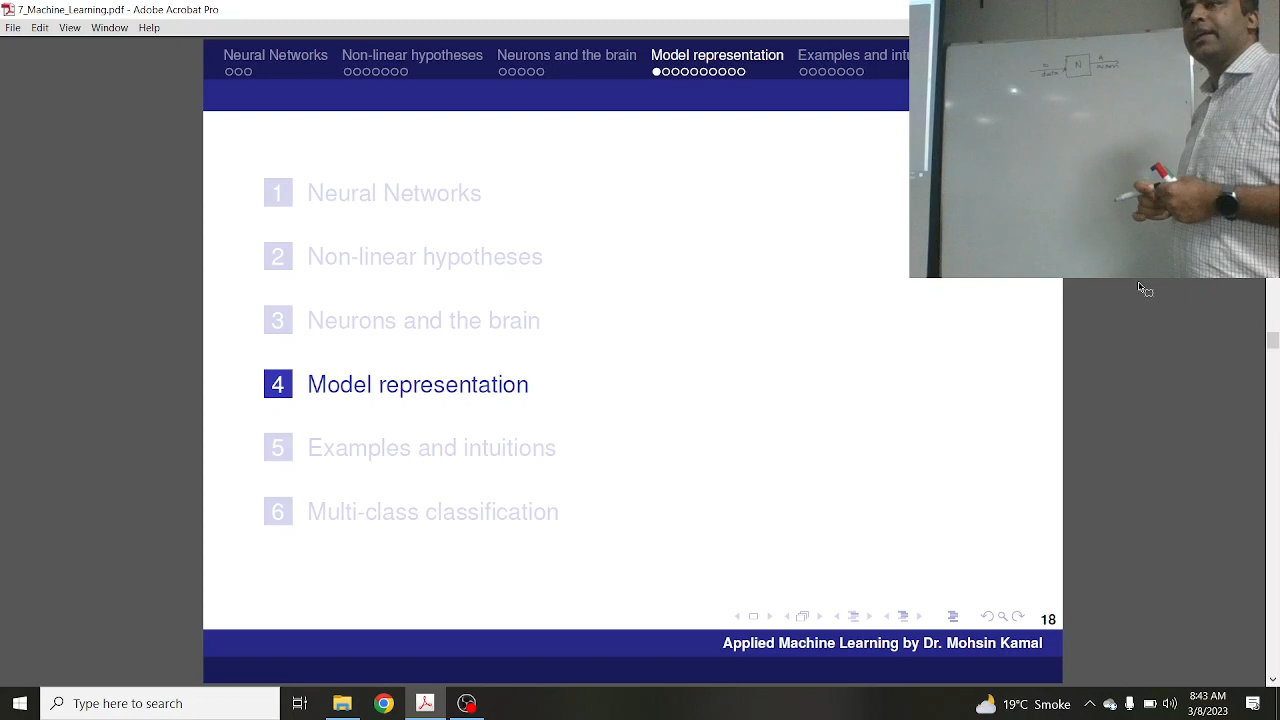 7_Machine_Learning.pdf - Adobe Acrobat Pro
File Edit View Window Help
Neural Networks Non-linear hypotheses Neurons and the brain Model representation Examples and intu
1 Neural Networks
2 Non-linear hypotheses
3 Neurons and the brain
4 Model representation
5 Examples and intuitions
6 Multi-class classification
18
Applied Machine Learning by Dr. Mohsin Kamal
Type here to search
19°C Smoke
8:43 AM
3/8/2023
N